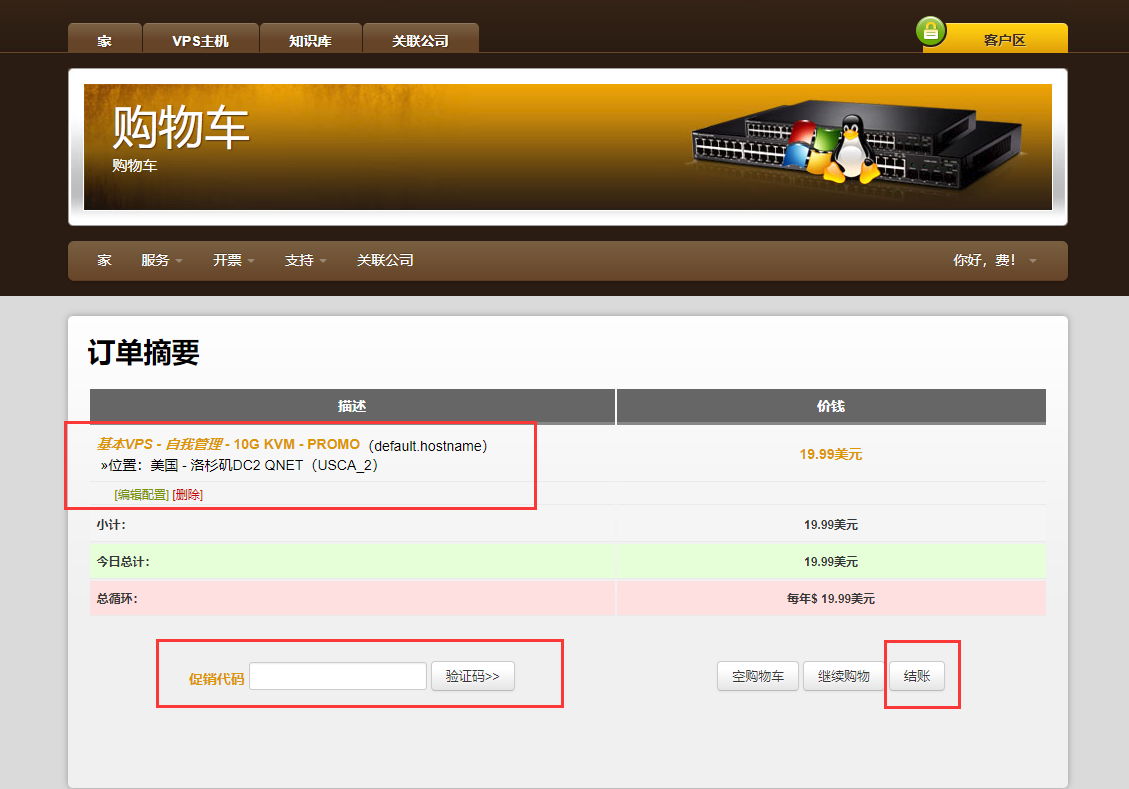 家 VPS主机 知识库 关联公司 客户区
购物车
购物车
家 服务 开票 支持 关联公司 你好，费！
订单摘要
描述 价钱
基本VPS - 自我管理 - 10G KVM - PROMO（default.hostname） 19.99美元
»位置：美国 - 洛杉矶DC2 QNET（USCA_2）
[编辑配置] [删除]
小计： 19.99美元
今日总计： 19.99美元
总循环： 每年$ 19.99美元
促销代码 验证码>> 空购物车 继续购物 结账